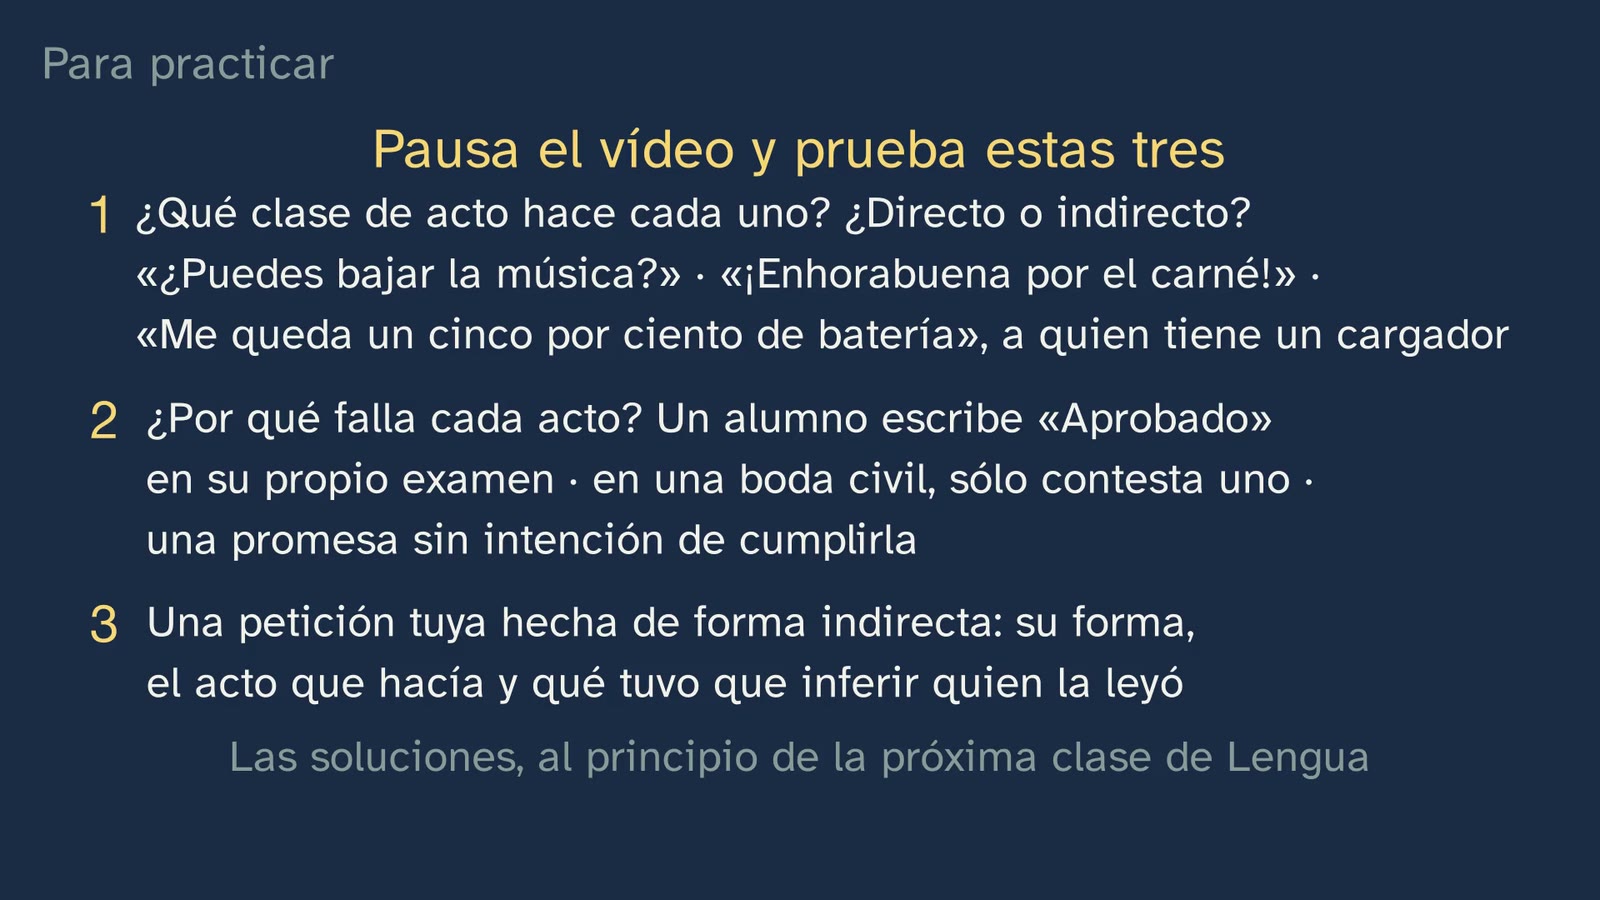 Para practicar
Pausa el vídeo y prueba estas tres
1 ¿Qué clase de acto hace cada uno? ¿Directo o indirecto?
«¿Puedes bajar la música?» · «¡Enhorabuena por el carné!» ·
«Me queda un cinco por ciento de batería», a quien tiene un cargador
2 ¿Por qué falla cada acto? Un alumno escribe «Aprobado»
en su propio examen · en una boda civil, sólo contesta uno ·
una promesa sin intención de cumplirla
3 Una petición tuya hecha de forma indirecta: su forma,
el acto que hacía y qué tuvo que inferir quien la leyó
Las soluciones, al principio de la próxima clase de Lengua